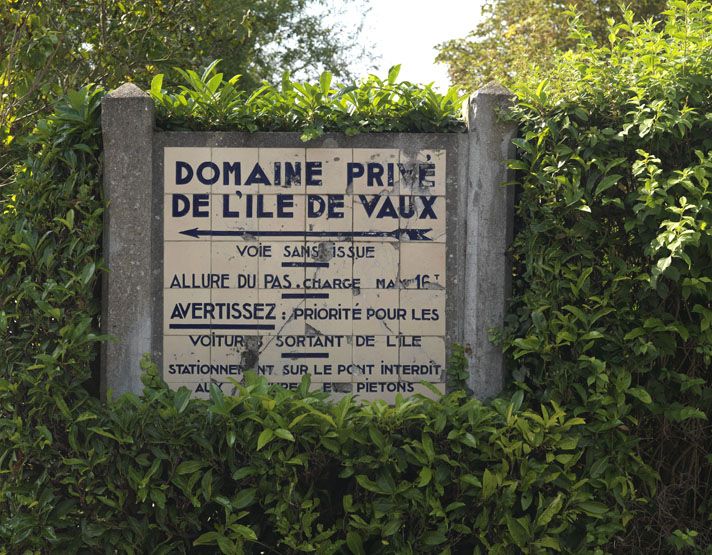 DOMAINE PRIVÉ
DE L'ILE DE VAUX
VOIE SANS ISSUE
ALLURE DU PAS. CHARGE MAX 16T
AVERTISSEZ : PRIORITÉ POUR LES
VOITURES SORTANT DE L'ILE
STATIONNEMENT SUR LE PONT INTERDIT
AUX PIETONS